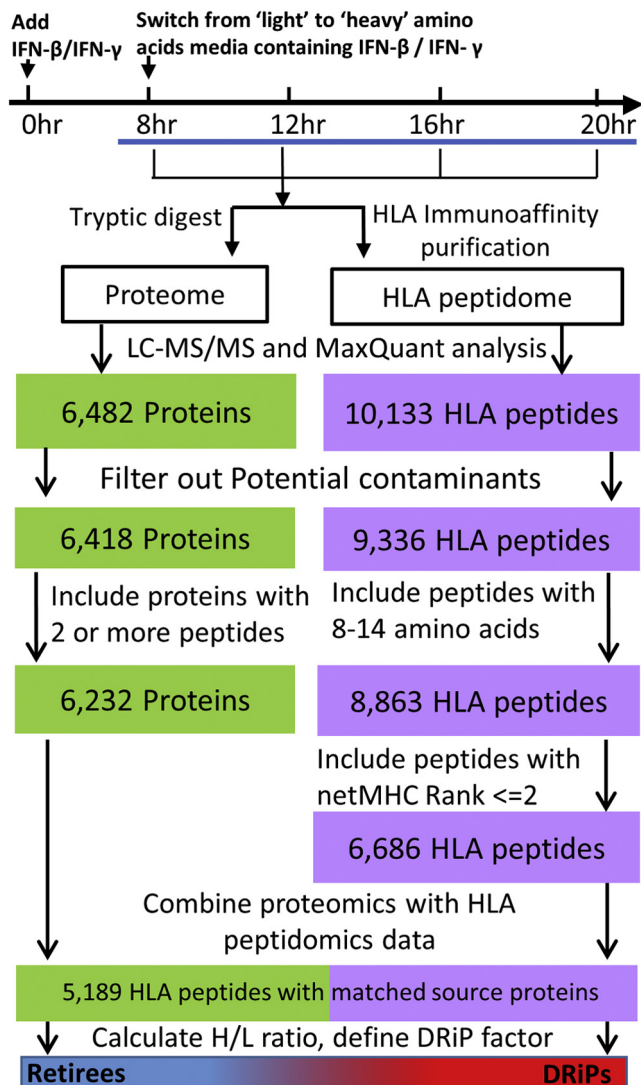 Add
IFN-β/IFN-γ
Switch from ‘light’ to ‘heavy’ amino
acids media containing IFN-β / IFN- γ
0hr 8hr 12hr 16hr 20hr
Tryptic digest
HLA Immunoaffinity
purification
Proteome
HLA peptidome
LC-MS/MS and MaxQuant analysis
6,482 Proteins
10,133 HLA peptides
Filter out Potential contaminants
6,418 Proteins
9,336 HLA peptides
Include proteins with
2 or more peptides
Include peptides with
8-14 amino acids
6,232 Proteins
8,863 HLA peptides
Include peptides with
netMHC Rank <=2
6,686 HLA peptides
Combine proteomics with HLA
peptidomics data
5,189 HLA peptides with matched source proteins
Calculate H/L ratio, define DRiP factor
Retirees
DRiPs